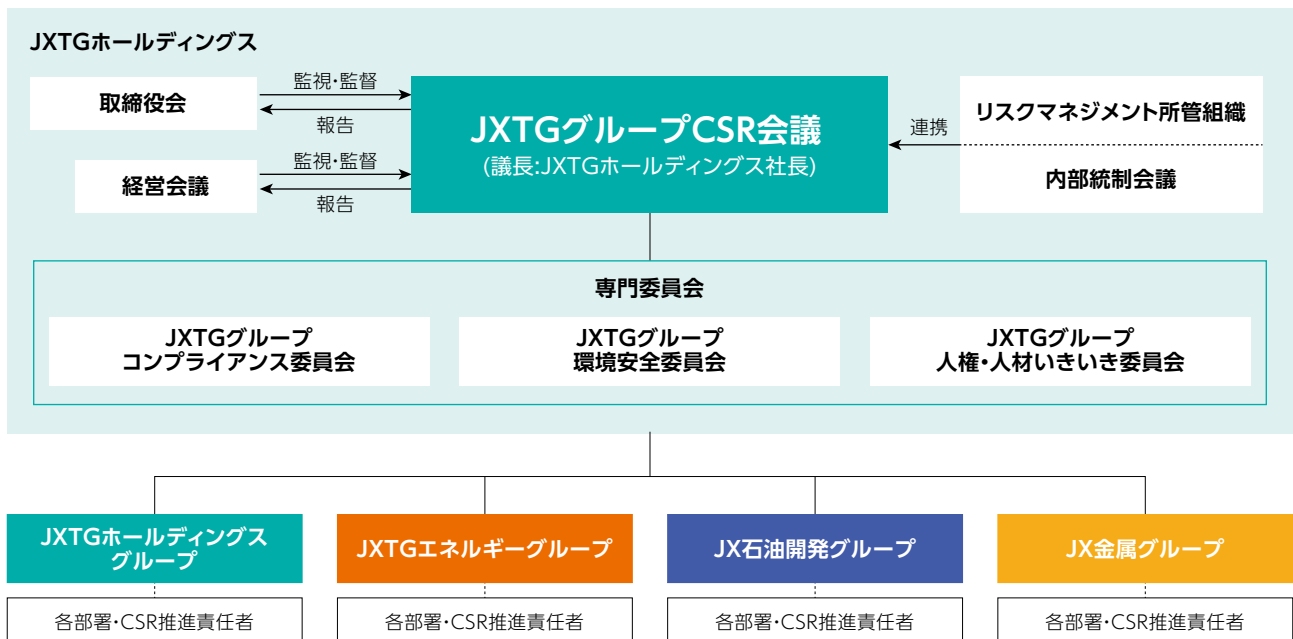 JXTGホールディングス
取締役会
監視・監督
報告
経営会議
監視・監督
報告
JXTGグループCSR会議
(議長:JXTGホールディングス社長)
連携
リスクマネジメント所管組織
内部統制会議
専門委員会
JXTGグループ
コンプライアンス委員会
JXTGグループ
環境安全委員会
JXTGグループ
人権・人材いきいき委員会
JXTGホールディングス
グループ
JXTGエネルギーグループ
JX石油開発グループ
JX金属グループ
各部署・CSR推進責任者
各部署・CSR推進責任者
各部署・CSR推進責任者
各部署・CSR推進責任者